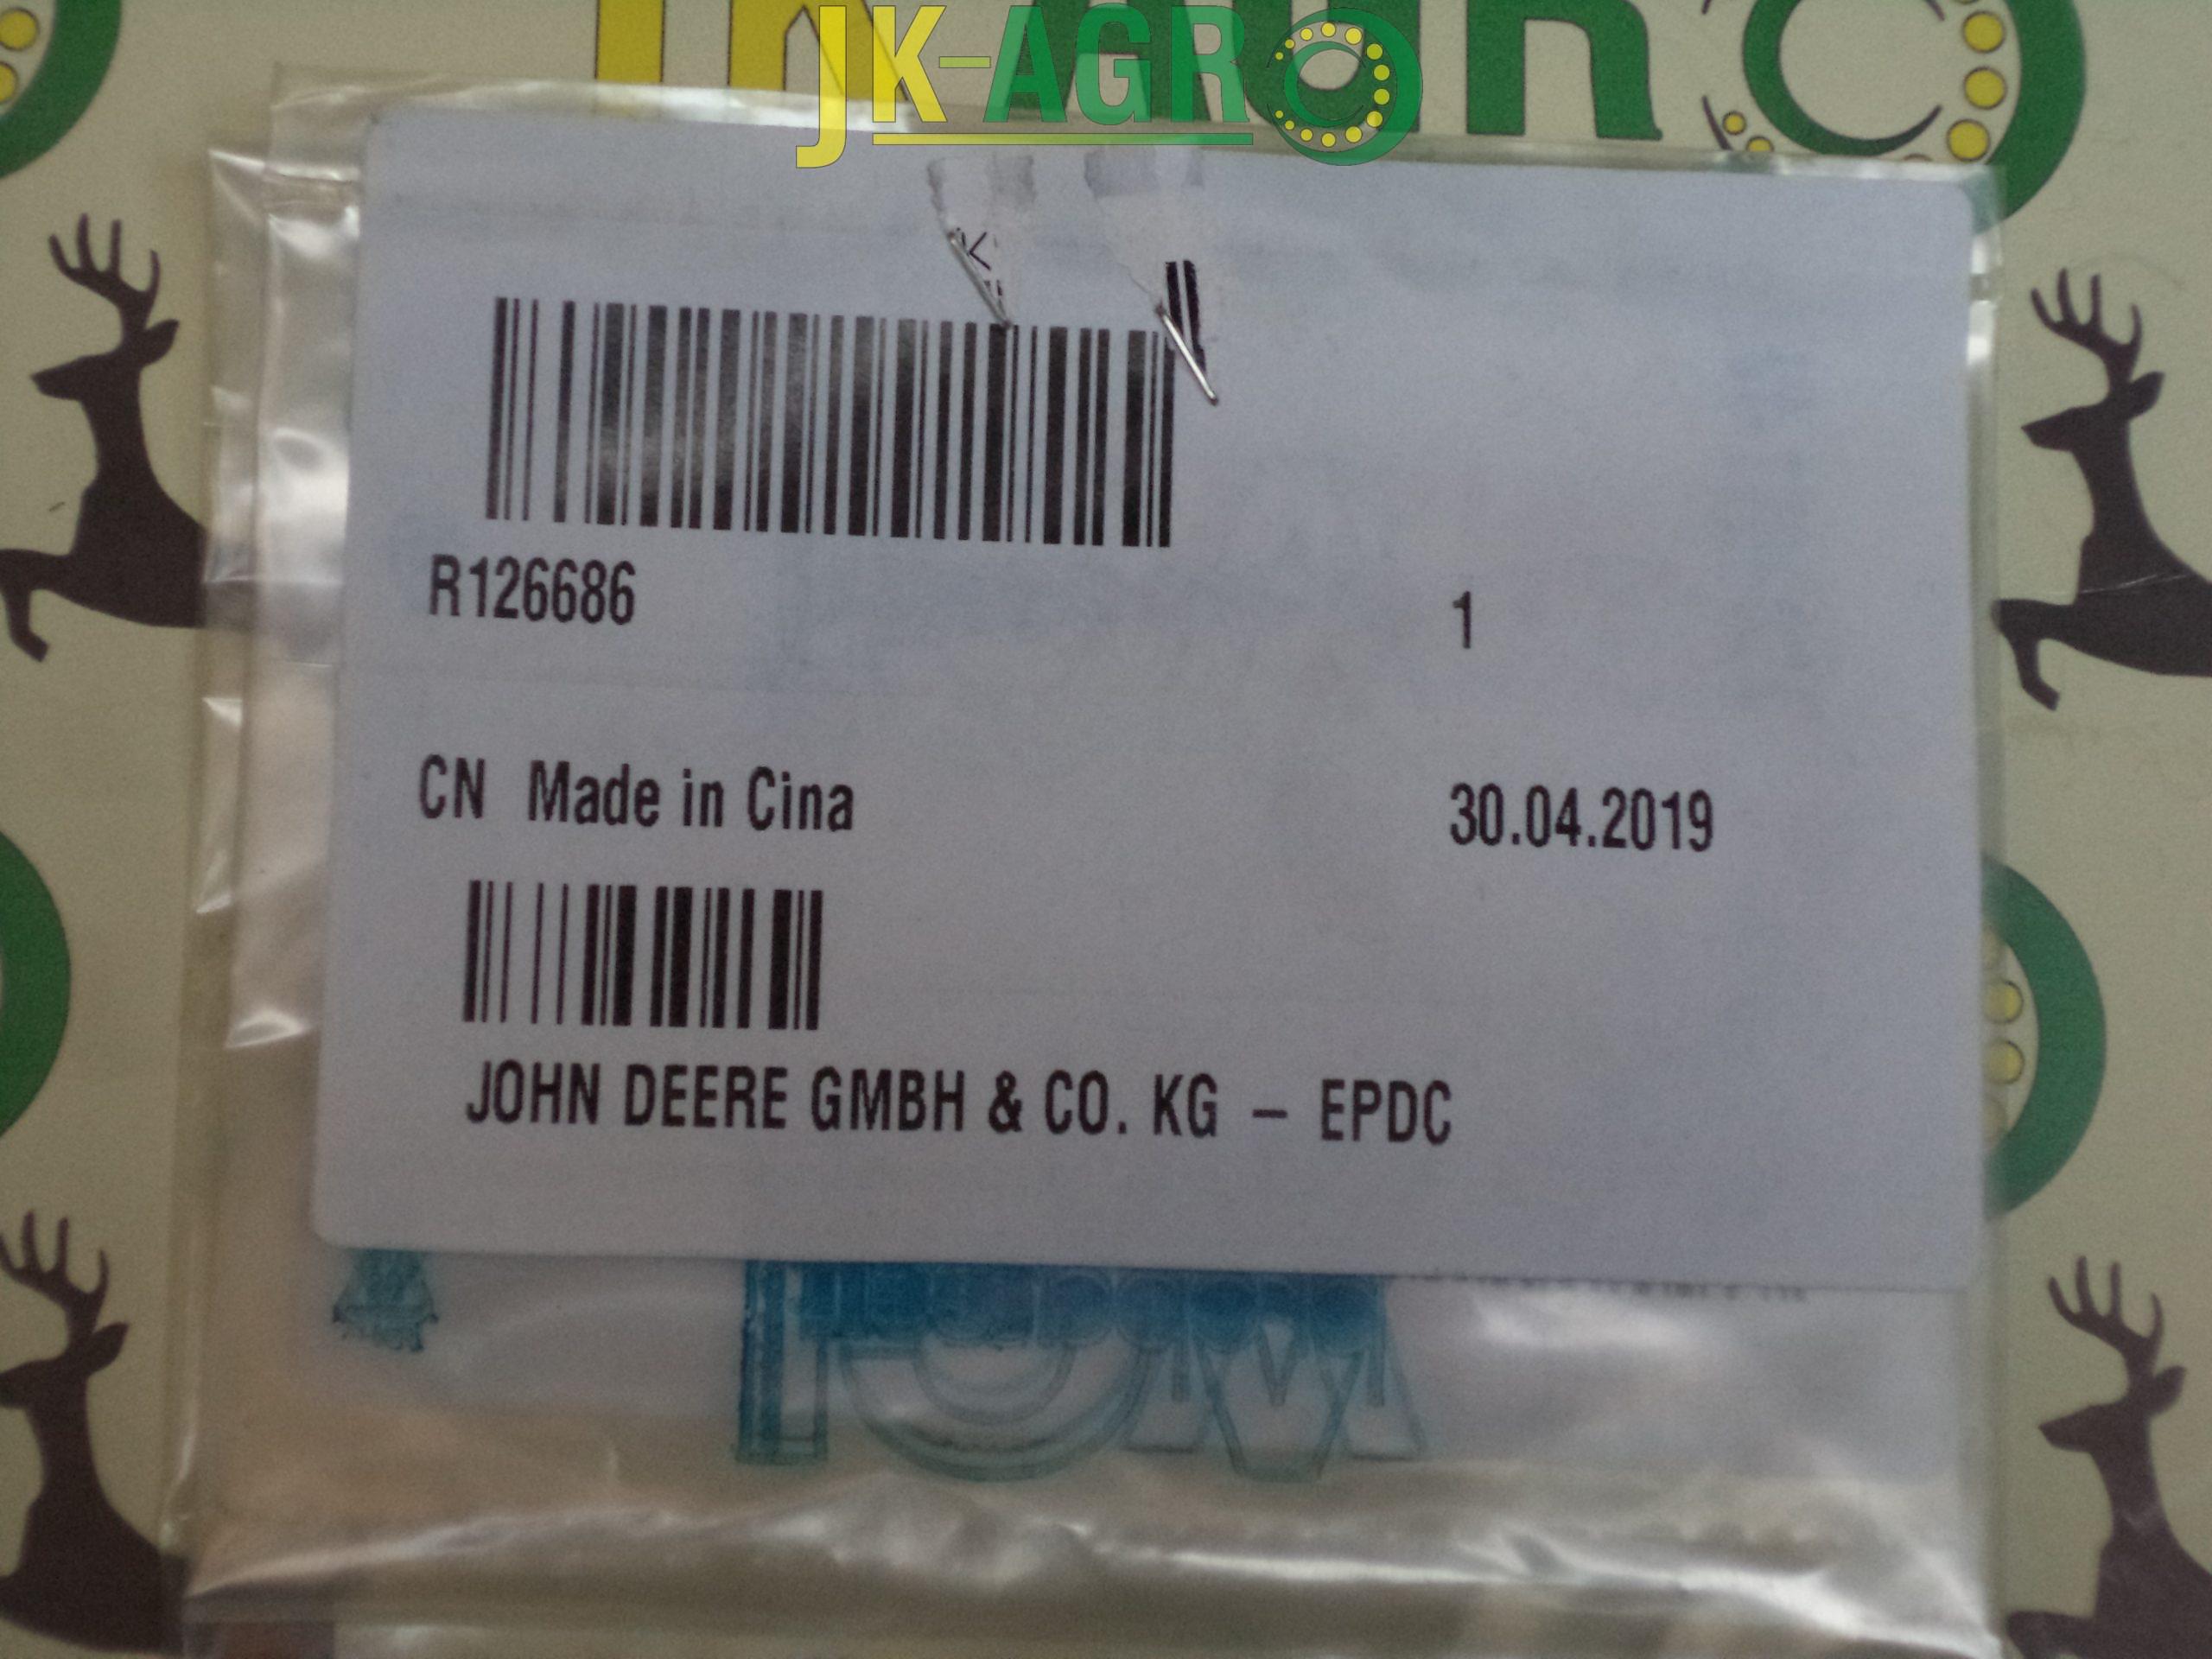 JK-AGRO
R126686
1
CN Made in Cina
30.04.2019
JOHN DEERE GMBH & CO. KG - EPDC